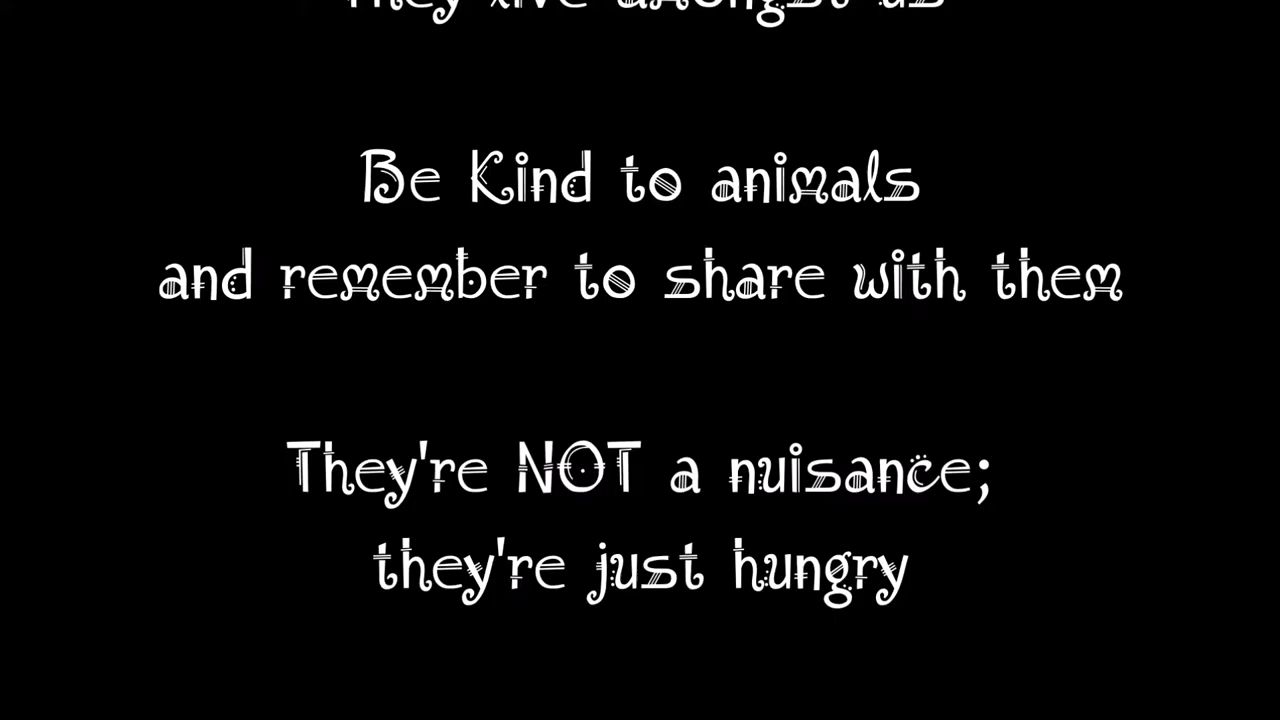 They live amongst us
Be Kind to animals
and remember to share with them
They're NOT a nuisance;
they're just hungry